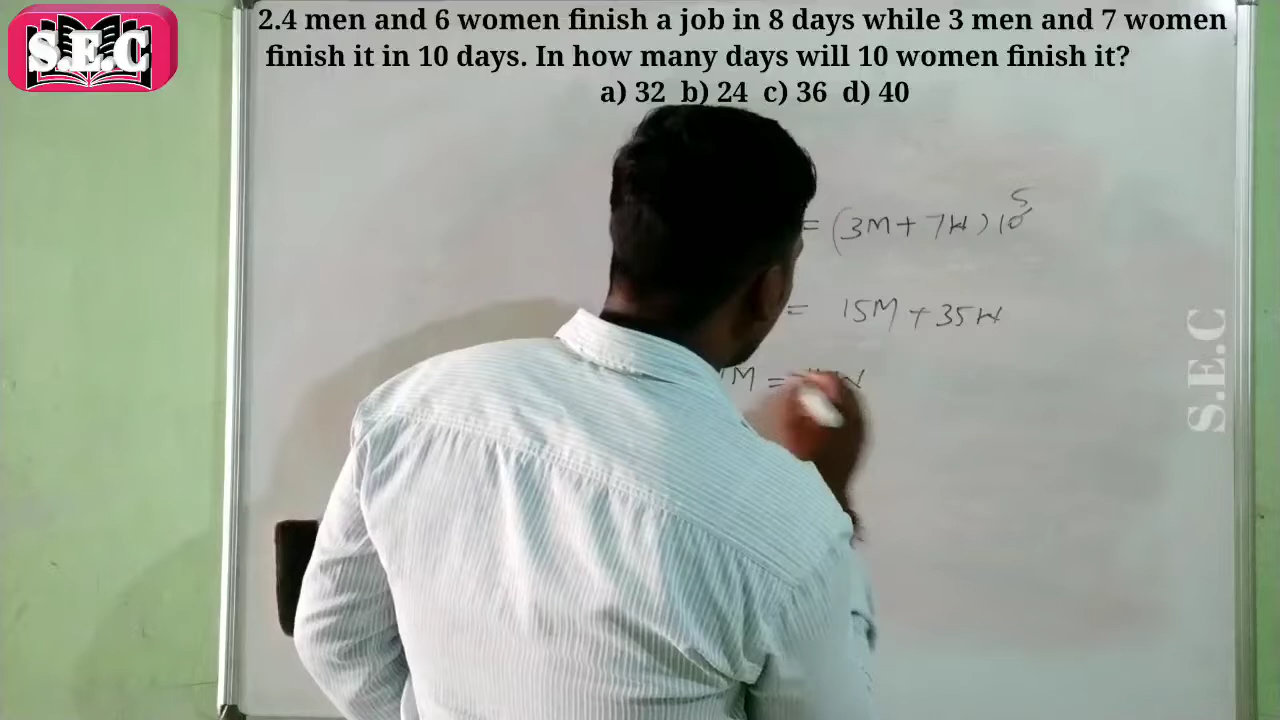 S.E.C
2.4 men and 6 women finish a job in 8 days while 3 men and 7 women
finish it in 10 days. In how many days will 10 women finish it?
a) 32 b) 24 c) 36 d) 40
5
= (3M + 7W) 10
= 15M + 35W
M =
S.E.C